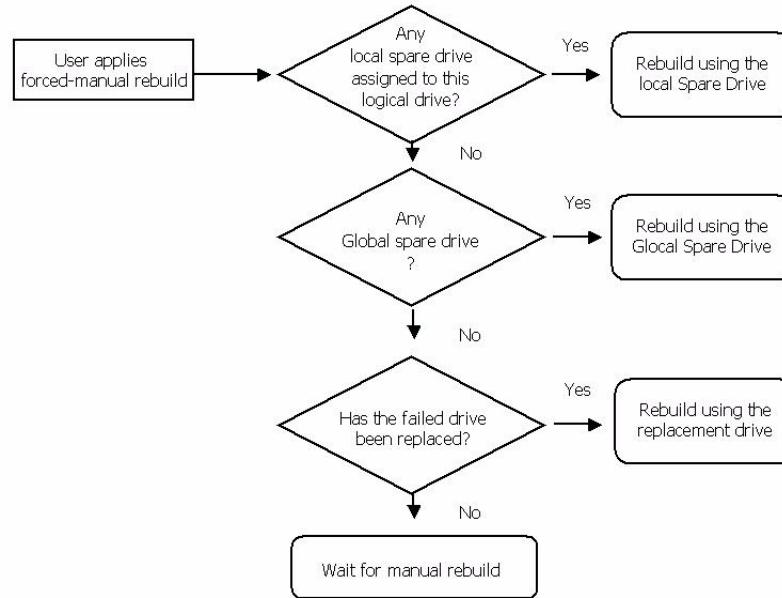 User applies
forced-manual rebuild
Any
local spare drive
assigned to this
logical drive?
Yes
Rebuild using the
local Spare Drive
No
Any
Global spare drive
?
Yes
Rebuild using the
Glocal Spare Drive
No
Has the failed drive
been replaced?
Yes
Rebuild using the
replacement drive
No
Wait for manual rebuild